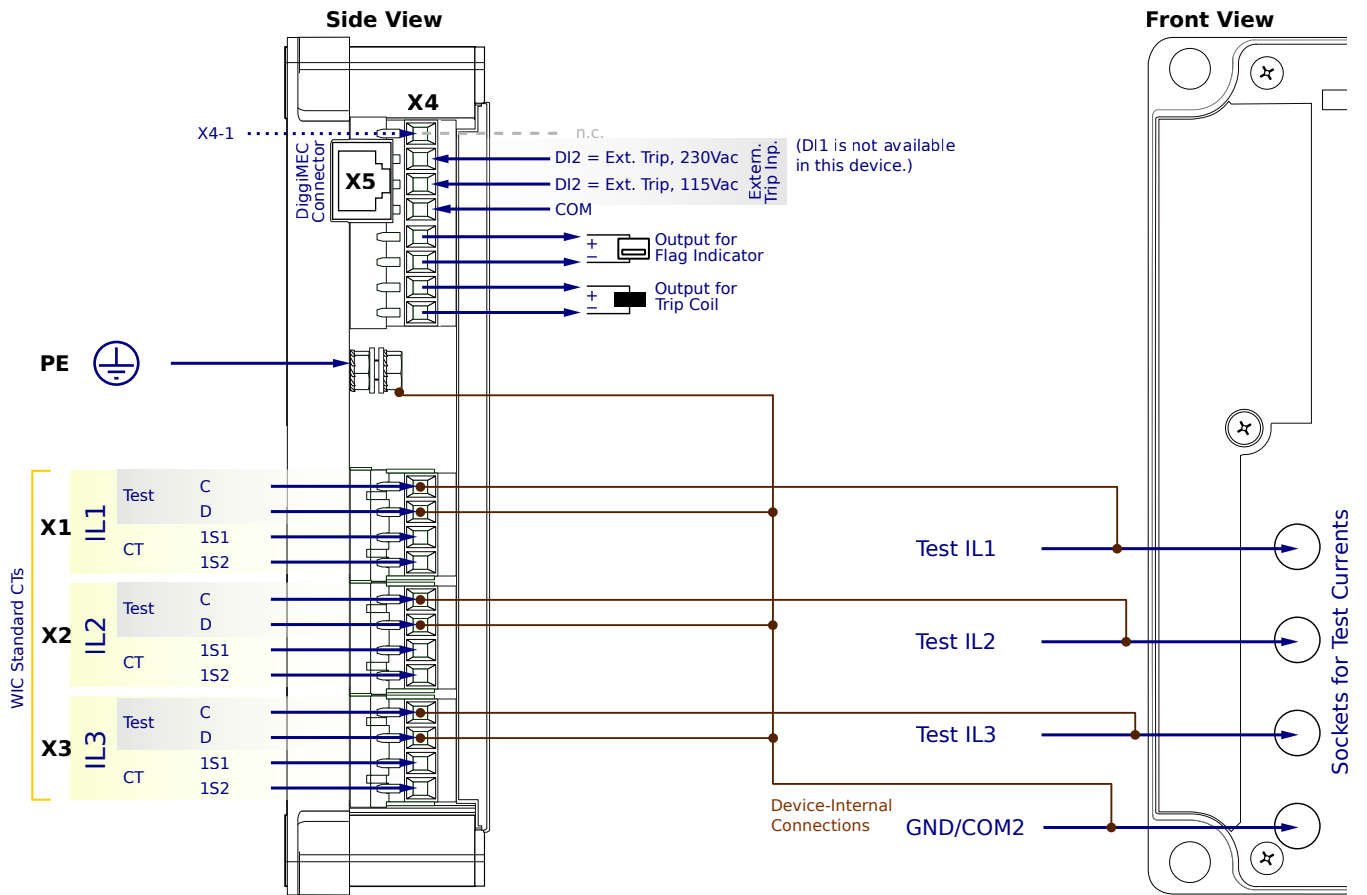 Side View
Front View
X4
X4-1
n.c.
DiggiMEC
Connector
X5
DI2 = Ext. Trip, 230Vac
DI2 = Ext. Trip, 115Vac
Extern.
Trip Inp.
(DI1 is not available
in this device.)
COM
+
−
Output for
Flag Indicator
+
−
Output for
Trip Coil
PE
WIC Standard CTs
X1
IL1
Test
C
D
CT
1S1
1S2
X2
IL2
Test
C
D
CT
1S1
1S2
X3
IL3
Test
C
D
CT
1S1
1S2
Test IL1
Test IL2
Test IL3
Device-Internal
Connections
GND/COM2
Sockets for Test Currents